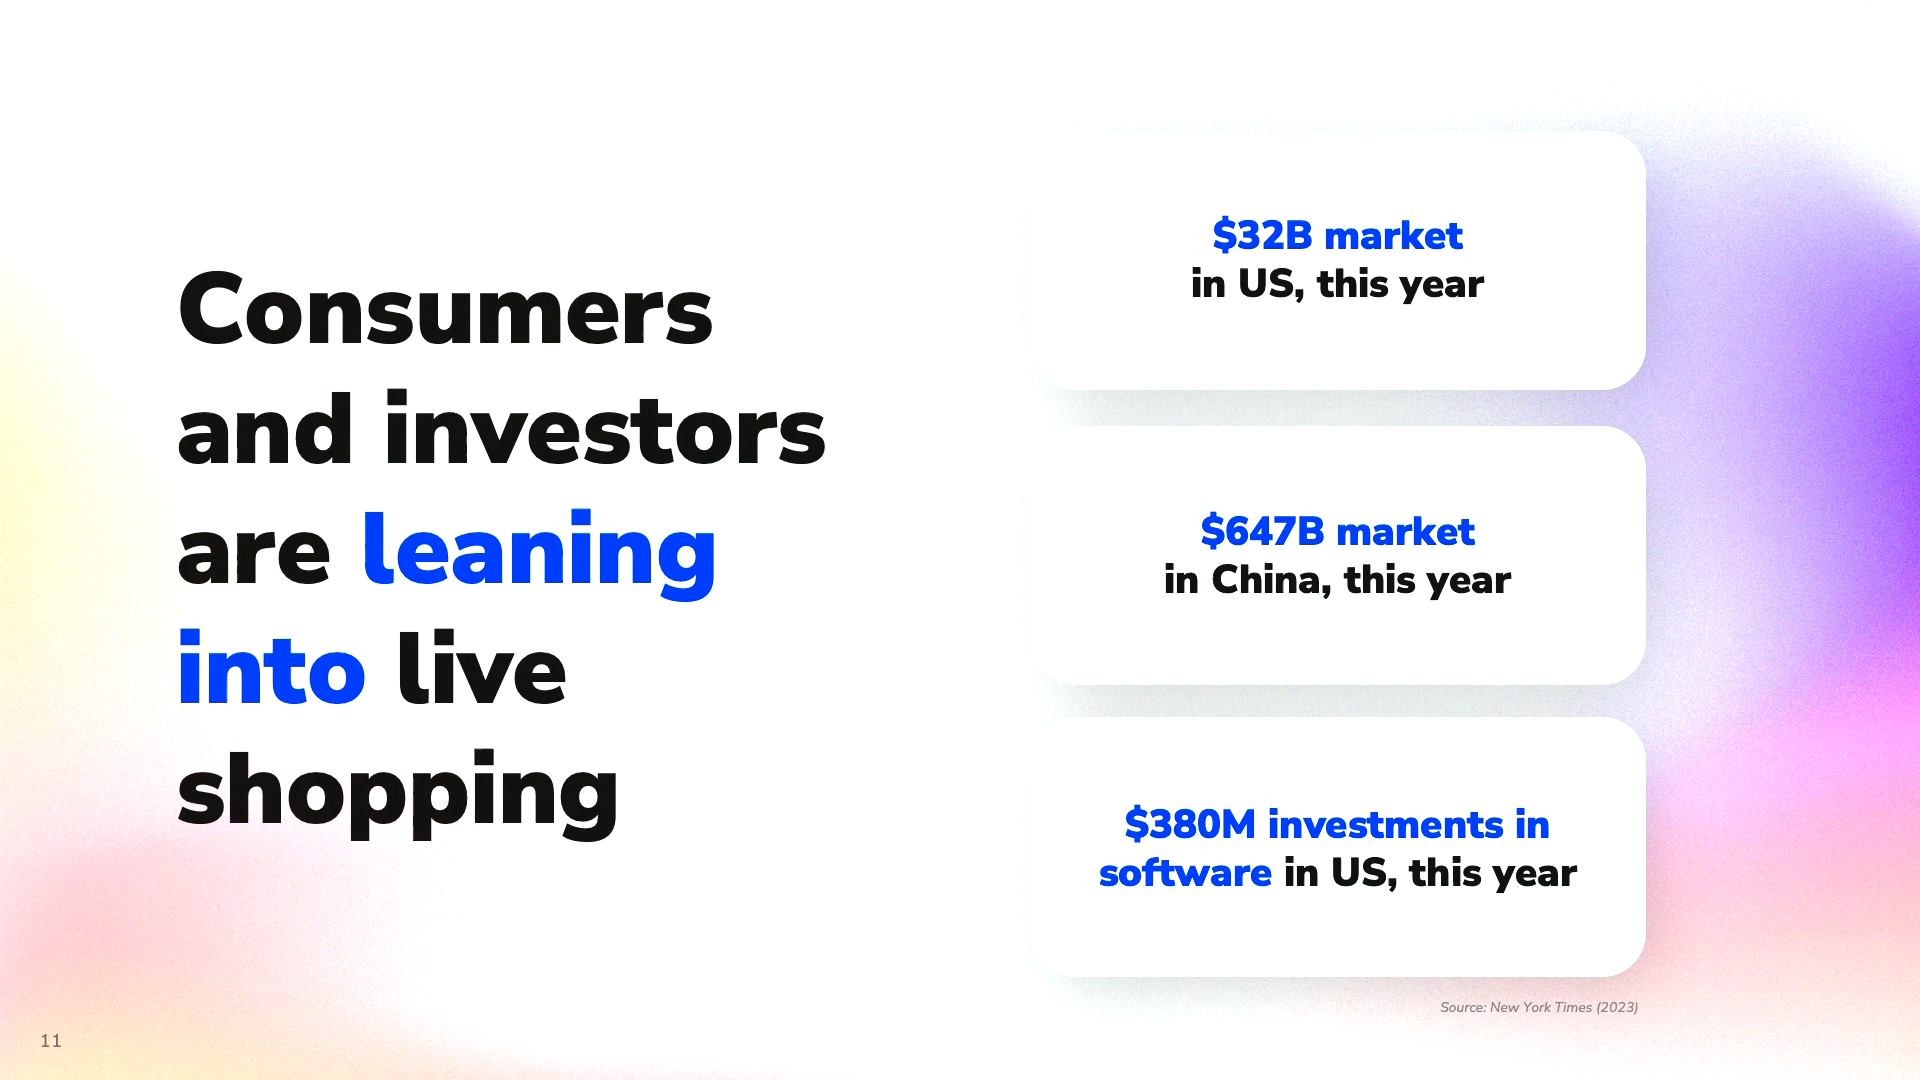 Consumers
and investors
are leaning
into live
shopping
$32B market
in US, this year
$647B market
in China, this year
$380M investments in
software in US, this year
Source: New York Times (2023)
11